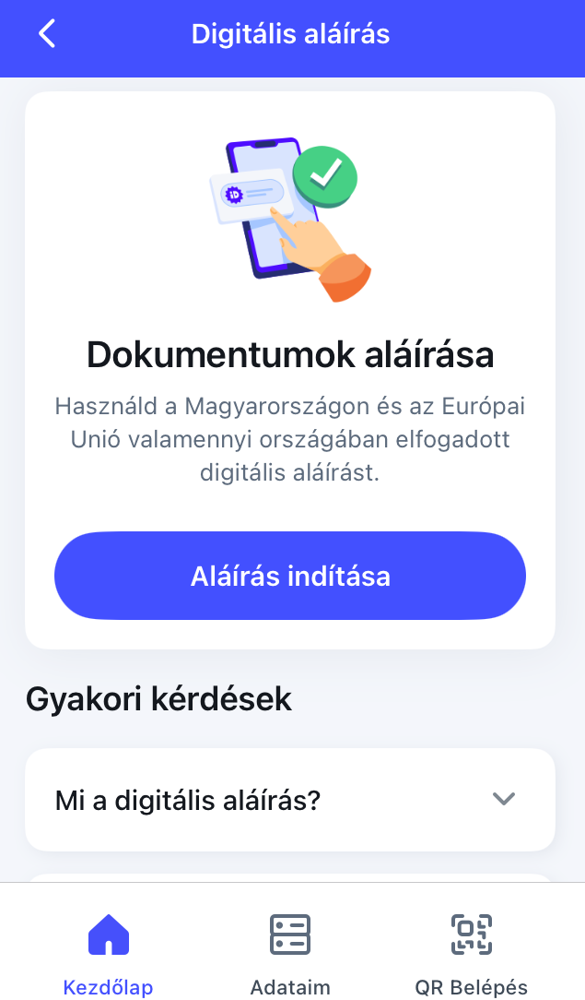 Digitális aláírás
Dokumentumok aláírása
Használd a Magyarországon és az Európai
Unió valamennyi országában elfogadott
digitális aláírást.
Aláírás indítása
Gyakori kérdések
Mi a digitális aláírás?
Kezdőlap
Adataim
QR Belépés